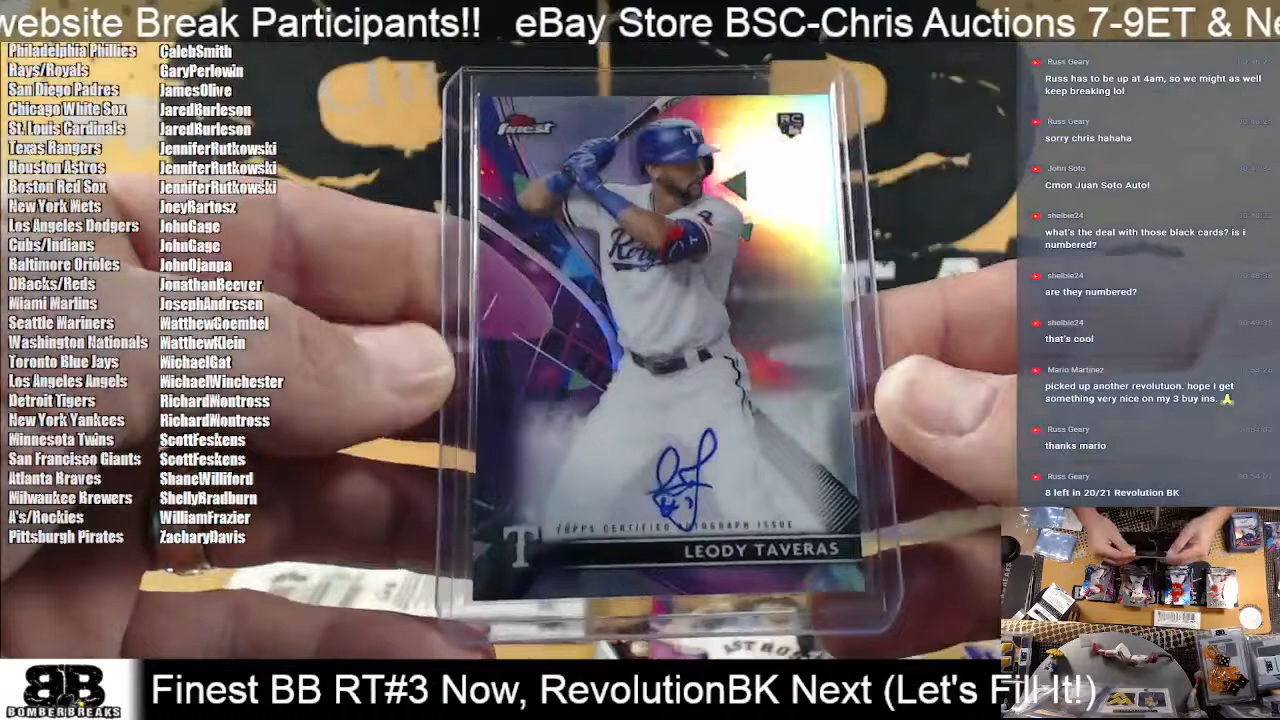 website Break Participants!!   eBay Store BSC-Chris Auctions 7-9ET & Ne
Philadelphia Phillies CalebSmith
Rays/Royals GaryPerlowin
San Diego Padres JamesOlive
Chicago White Sox JaredBurleson
St. Louis Cardinals JaredBurleson
Texas Rangers JenniferRutkowski
Houston Astros JenniferRutkowski
Boston Red Sox JenniferRutkowski
New York Mets JoeyBartosz
Los Angeles Dodgers JohnGage
Cubs/Indians JohnGage
Baltimore Orioles JohnOjanpa
DBacks/Reds JonathanBeever
Miami Marlins JosephAndresen
Seattle Mariners MatthewGoembel
Washington Nationals MatthewKlein
Toronto Blue Jays MichaelGat
Los Angeles Angels MichaelWinchester
Detroit Tigers RichardMontross
New York Yankees RichardMontross
Minnesota Twins ScottFeskens
San Francisco Giants ScottFeskens
Atlanta Braves ShaneWilliford
Milwaukee Brewers ShellyBradburn
A's/Rockies WilliamFrazier
Pittsburgh Pirates ZacharyDavis
finest
RC
T
TOPPS CERTIFIED AUTOGRAPH ISSUE
T
LEODY TAVERAS
Russ Geary
Russ has to be up at 4am, so we might as well
keep breaking lol
Russ Geary
sorry chris hahaha
John Soto
Cmon Juan Soto Auto!
shelbie24
what's the deal with those black cards? is i
numbered?
shelbie24
are they numbered?
shelbie24
that's cool
Mario Martinez
picked up another revolutuon. hope I get
something very nice on my 3 buy ins.
Russ Geary
thanks mario
Russ Geary
8 left in 20/21 Revolution BK
BB
BOMBERBREAKS
Finest BB RT#3 Now, RevolutionBK Next (Let's Fill It!)